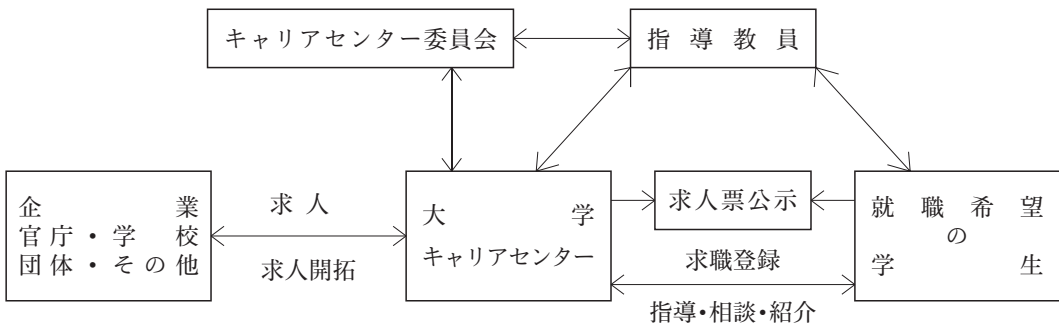 キャリアセンター委員会
指導教員
企業
官庁・学校
団体・その他
求人
求人開拓
大学
キャリアセンター
求人票公示
求職登録
指導・相談・紹介
就職希望
の
学生